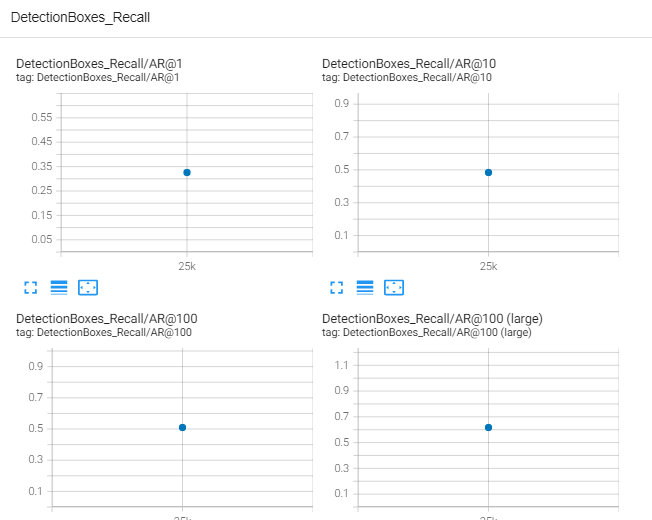 DetectionBoxes_Recall
DetectionBoxes_Recall/AR@1
tag: DetectionBoxes_Recall/AR@1
0.55
0.45
0.35
0.25
0.15
0.05
25k
DetectionBoxes_Recall/AR@10
tag: DetectionBoxes_Recall/AR@10
0.9
0.7
0.5
0.3
0.1
25k
DetectionBoxes_Recall/AR@100
tag: DetectionBoxes_Recall/AR@100
0.9
0.7
0.5
0.3
0.1
25k
DetectionBoxes_Recall/AR@100 (large)
tag: DetectionBoxes_Recall/AR@100 (large)
1.1
0.9
0.7
0.5
0.3
0.1
25k